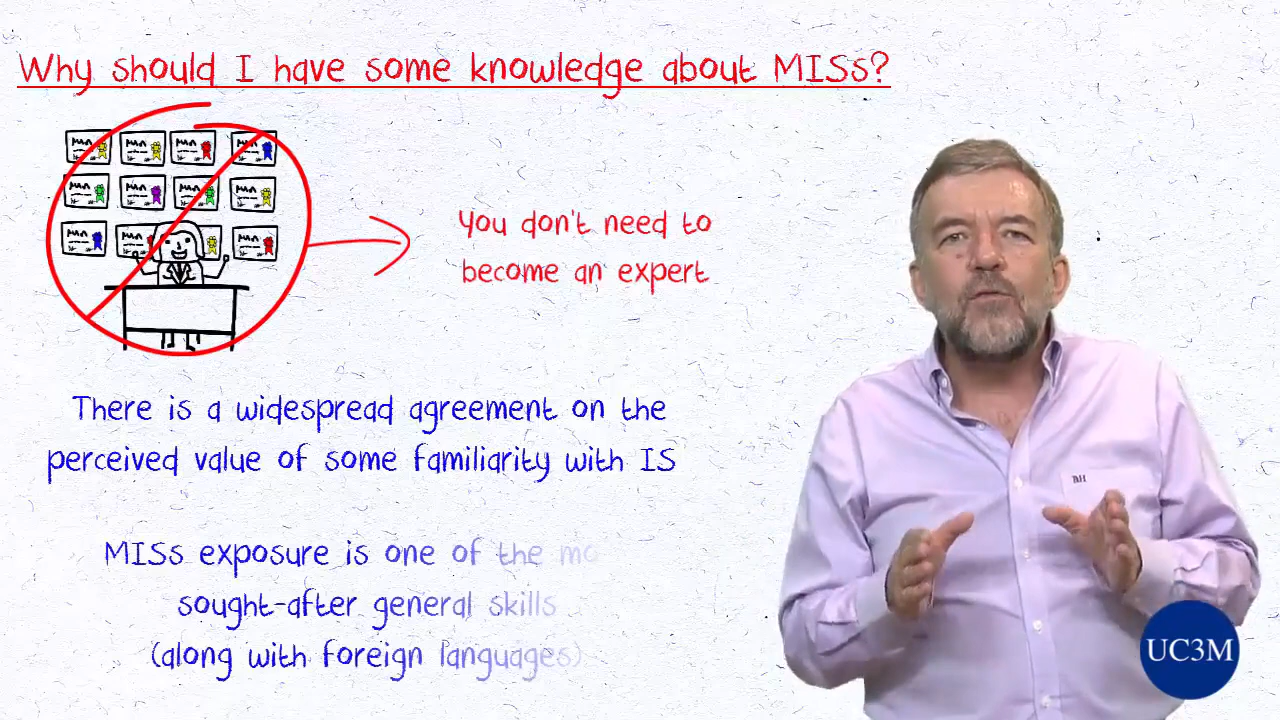 Why should I have some knowledge about MISs?
You don't need to
become an expert
There is a widespread agreement on the
perceived value of some familiarity with IS
MISs exposure is one of the
sought-after general skills
(along with foreign languages)
BH
UC3M